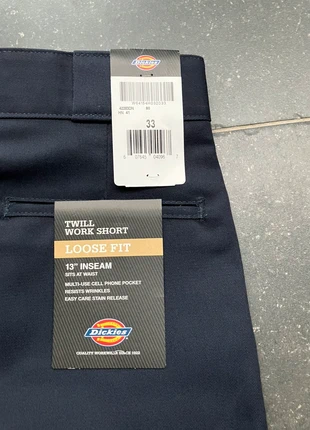 Dickies
33
TWILL
WORK SHORT
LOOSE FIT
13" INSEAM
SITS AT WAIST
MULTI-USE CELL PHONE POCKET
RESISTS WRINKLES
EASY CARE STAIN RELEASE
Dickies
QUALITY WORKWEAR SINCE 1922